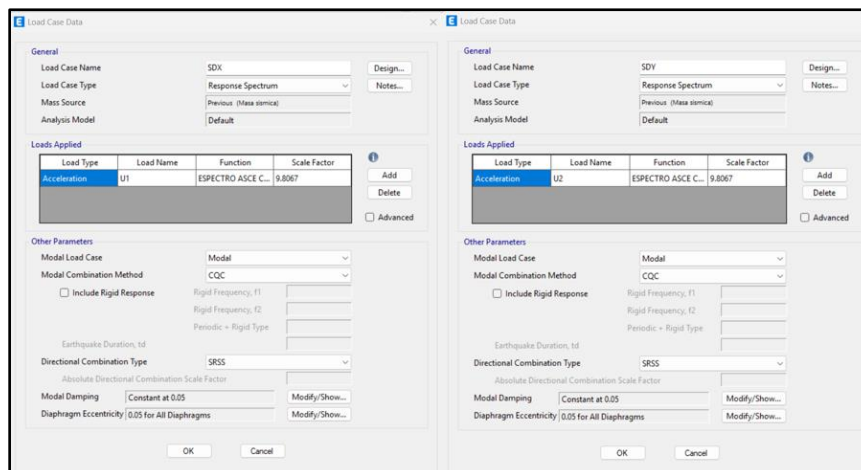 E Load Case Data
General
Load Case Name SDX Design...
Load Case Type Response Spectrum Notes...
Mass Source Previous (Masa sismica)
Analysis Model Default
Loads Applied
Load Type Load Name Function Scale Factor
Acceleration U1 ESPECTRO ASCE C... 9.8067 Add
Delete
Advanced
Other Parameters
Modal Load Case Modal
Modal Combination Method CQC
Include Rigid Response Rigid Frequency, f1
Rigid Frequency, f2
Periodic + Rigid Type
Earthquake Duration, td
Directional Combination Type SRSS
Absolute Directional Combination Scale Factor
Modal Damping Constant at 0.05 Modify/Show...
Diaphragm Eccentricity 0.05 for All Diaphragms Modify/Show...
OK Cancel
E Load Case Data
General
Load Case Name SDY Design...
Load Case Type Response Spectrum Notes...
Mass Source Previous (Masa sismica)
Analysis Model Default
Loads Applied
Load Type Load Name Function Scale Factor
Acceleration U2 ESPECTRO ASCE C... 9.8067 Add
Delete
Advanced
Other Parameters
Modal Load Case Modal
Modal Combination Method CQC
Include Rigid Response Rigid Frequency, f1
Rigid Frequency, f2
Periodic + Rigid Type
Earthquake Duration, td
Directional Combination Type SRSS
Absolute Directional Combination Scale Factor
Modal Damping Constant at 0.05 Modify/Show...
Diaphragm Eccentricity 0.05 for All Diaphragms Modify/Show...
OK Cancel